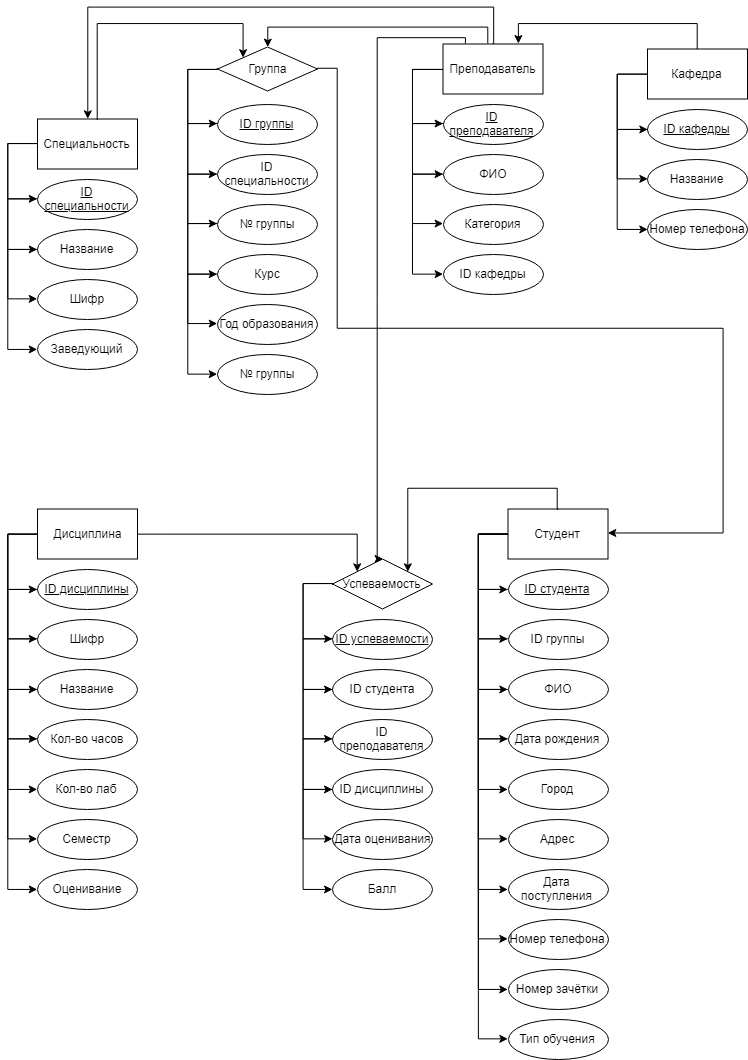 Группа
Преподаватель
Кафедра
Специальность
ID группы
ID
специальности
№ группы
Курс
Год образования
№ группы
ID
преподавателя
ФИО
Категория
ID кафедры
ID кафедры
Название
Номер телефона
ID
специальности
Название
Шифр
Заведующий
Дисциплина
ID дисциплины
Шифр
Название
Кол-во часов
Кол-во лаб
Семестр
Оценивание
Успеваемость
ID успеваемости
ID студента
ID
преподавателя
ID дисциплины
Дата оценивания
Балл
Студент
ID студента
ID группы
ФИО
Дата рождения
Город
Адрес
Дата
поступления
Номер телефона
Номер зачётки
Тип обучения